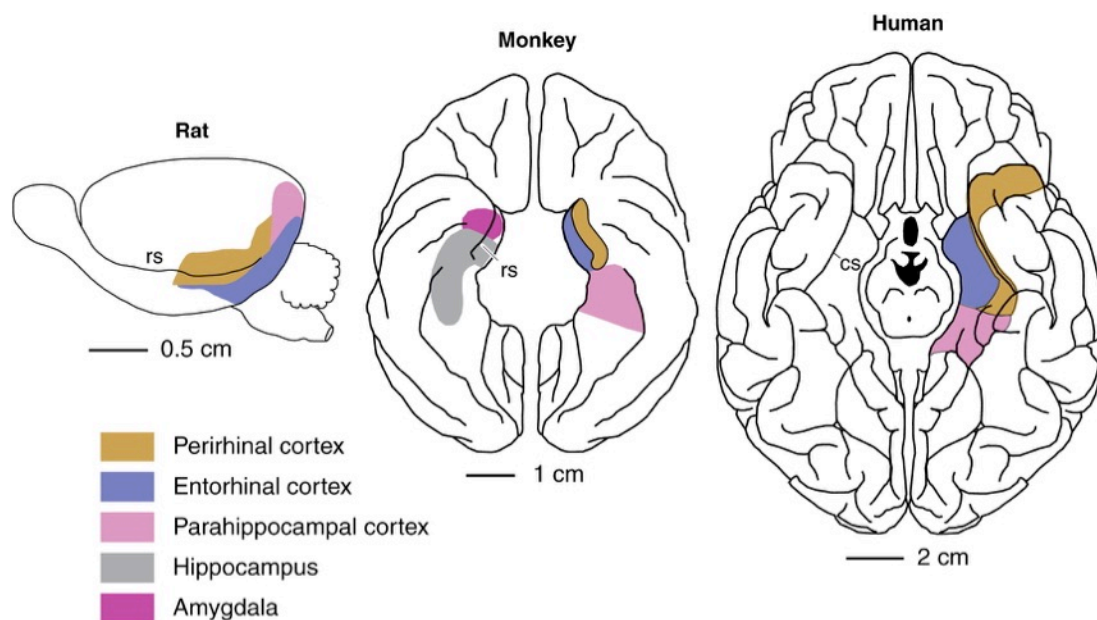 Rat
rs
0.5 cm
Monkey
rs
1 cm
Human
cs
2 cm
Perirhinal cortex
Entorhinal cortex
Parahippocampal cortex
Hippocampus
Amygdala